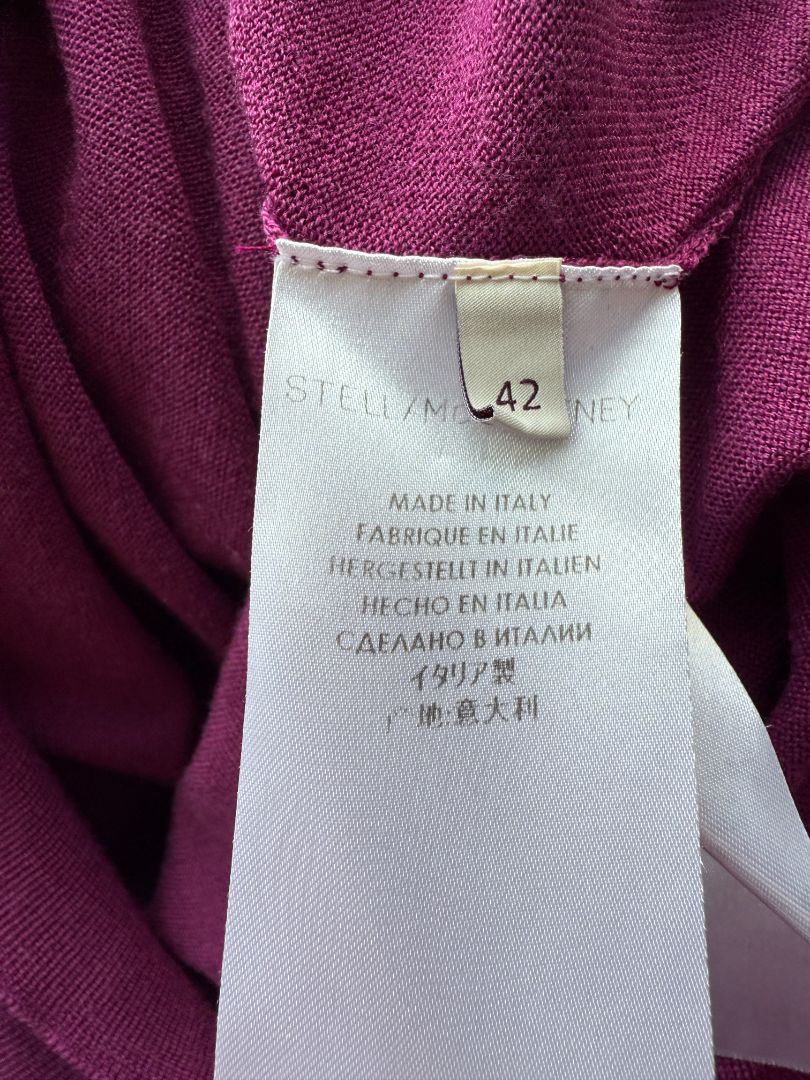 42
STELL/
MADE IN ITALY
FABRIQUE EN ITALIE
HERGESTELLT IN ITALIEN
HECHO EN ITALIA
СДЕЛАНО В ИТАЛИИ
イタリア製
地:意大利